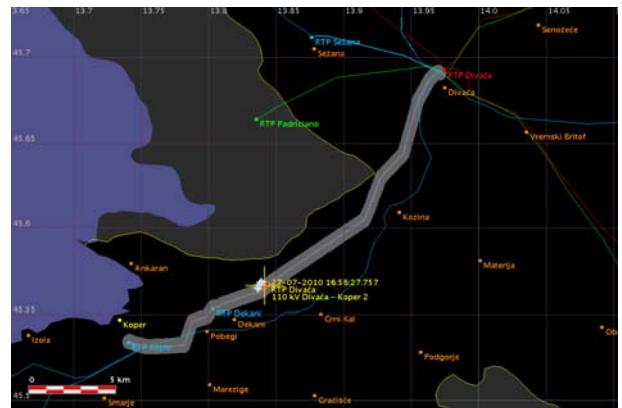 13.65
13.7
13.75
13.8
13.85
13.9
13.95
14.0
14.05
45.7
45.65
45.6
45.55
45.5
RTP Sežana
Sežana
Senožeče
RTP Divača
Divača
RTP Padriciano
Vremski Britof
Kozina
Ankaran
Materija
27-07-2010 16:56:27.757
RTP Divača
110 kV Divača - Koper 2
RTP Dekani
Dekani
Črni Kal
Koper
Pobegi
Izola
RTP Koper
Podgorje
0
5 km
Marezige
Šmarje
Gradišče